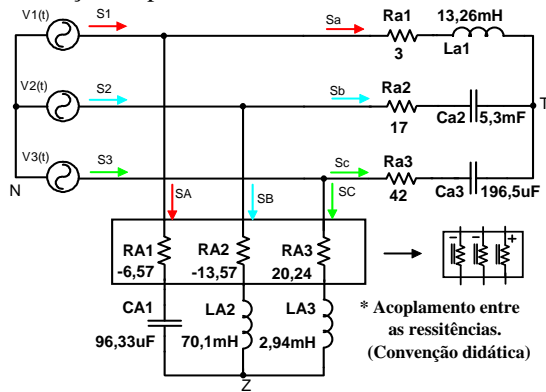 V1(t)
S1
Sa
Ra1
3
13,26mH
La1
V2(t)
S2
Sb
Ra2
17
Ca2
5,3mF
T
V3(t)
S3
Sc
Ra3
42
Ca3
196,5uF
N
SA
SB
SC
RA1
-6,57
RA2
-13,57
RA3
20,24
− − +
CA1
96,33uF
LA2
70,1mH
LA3
2,94mH
Z
* Acoplamento entre
as ressitências.
(Convenção didática)